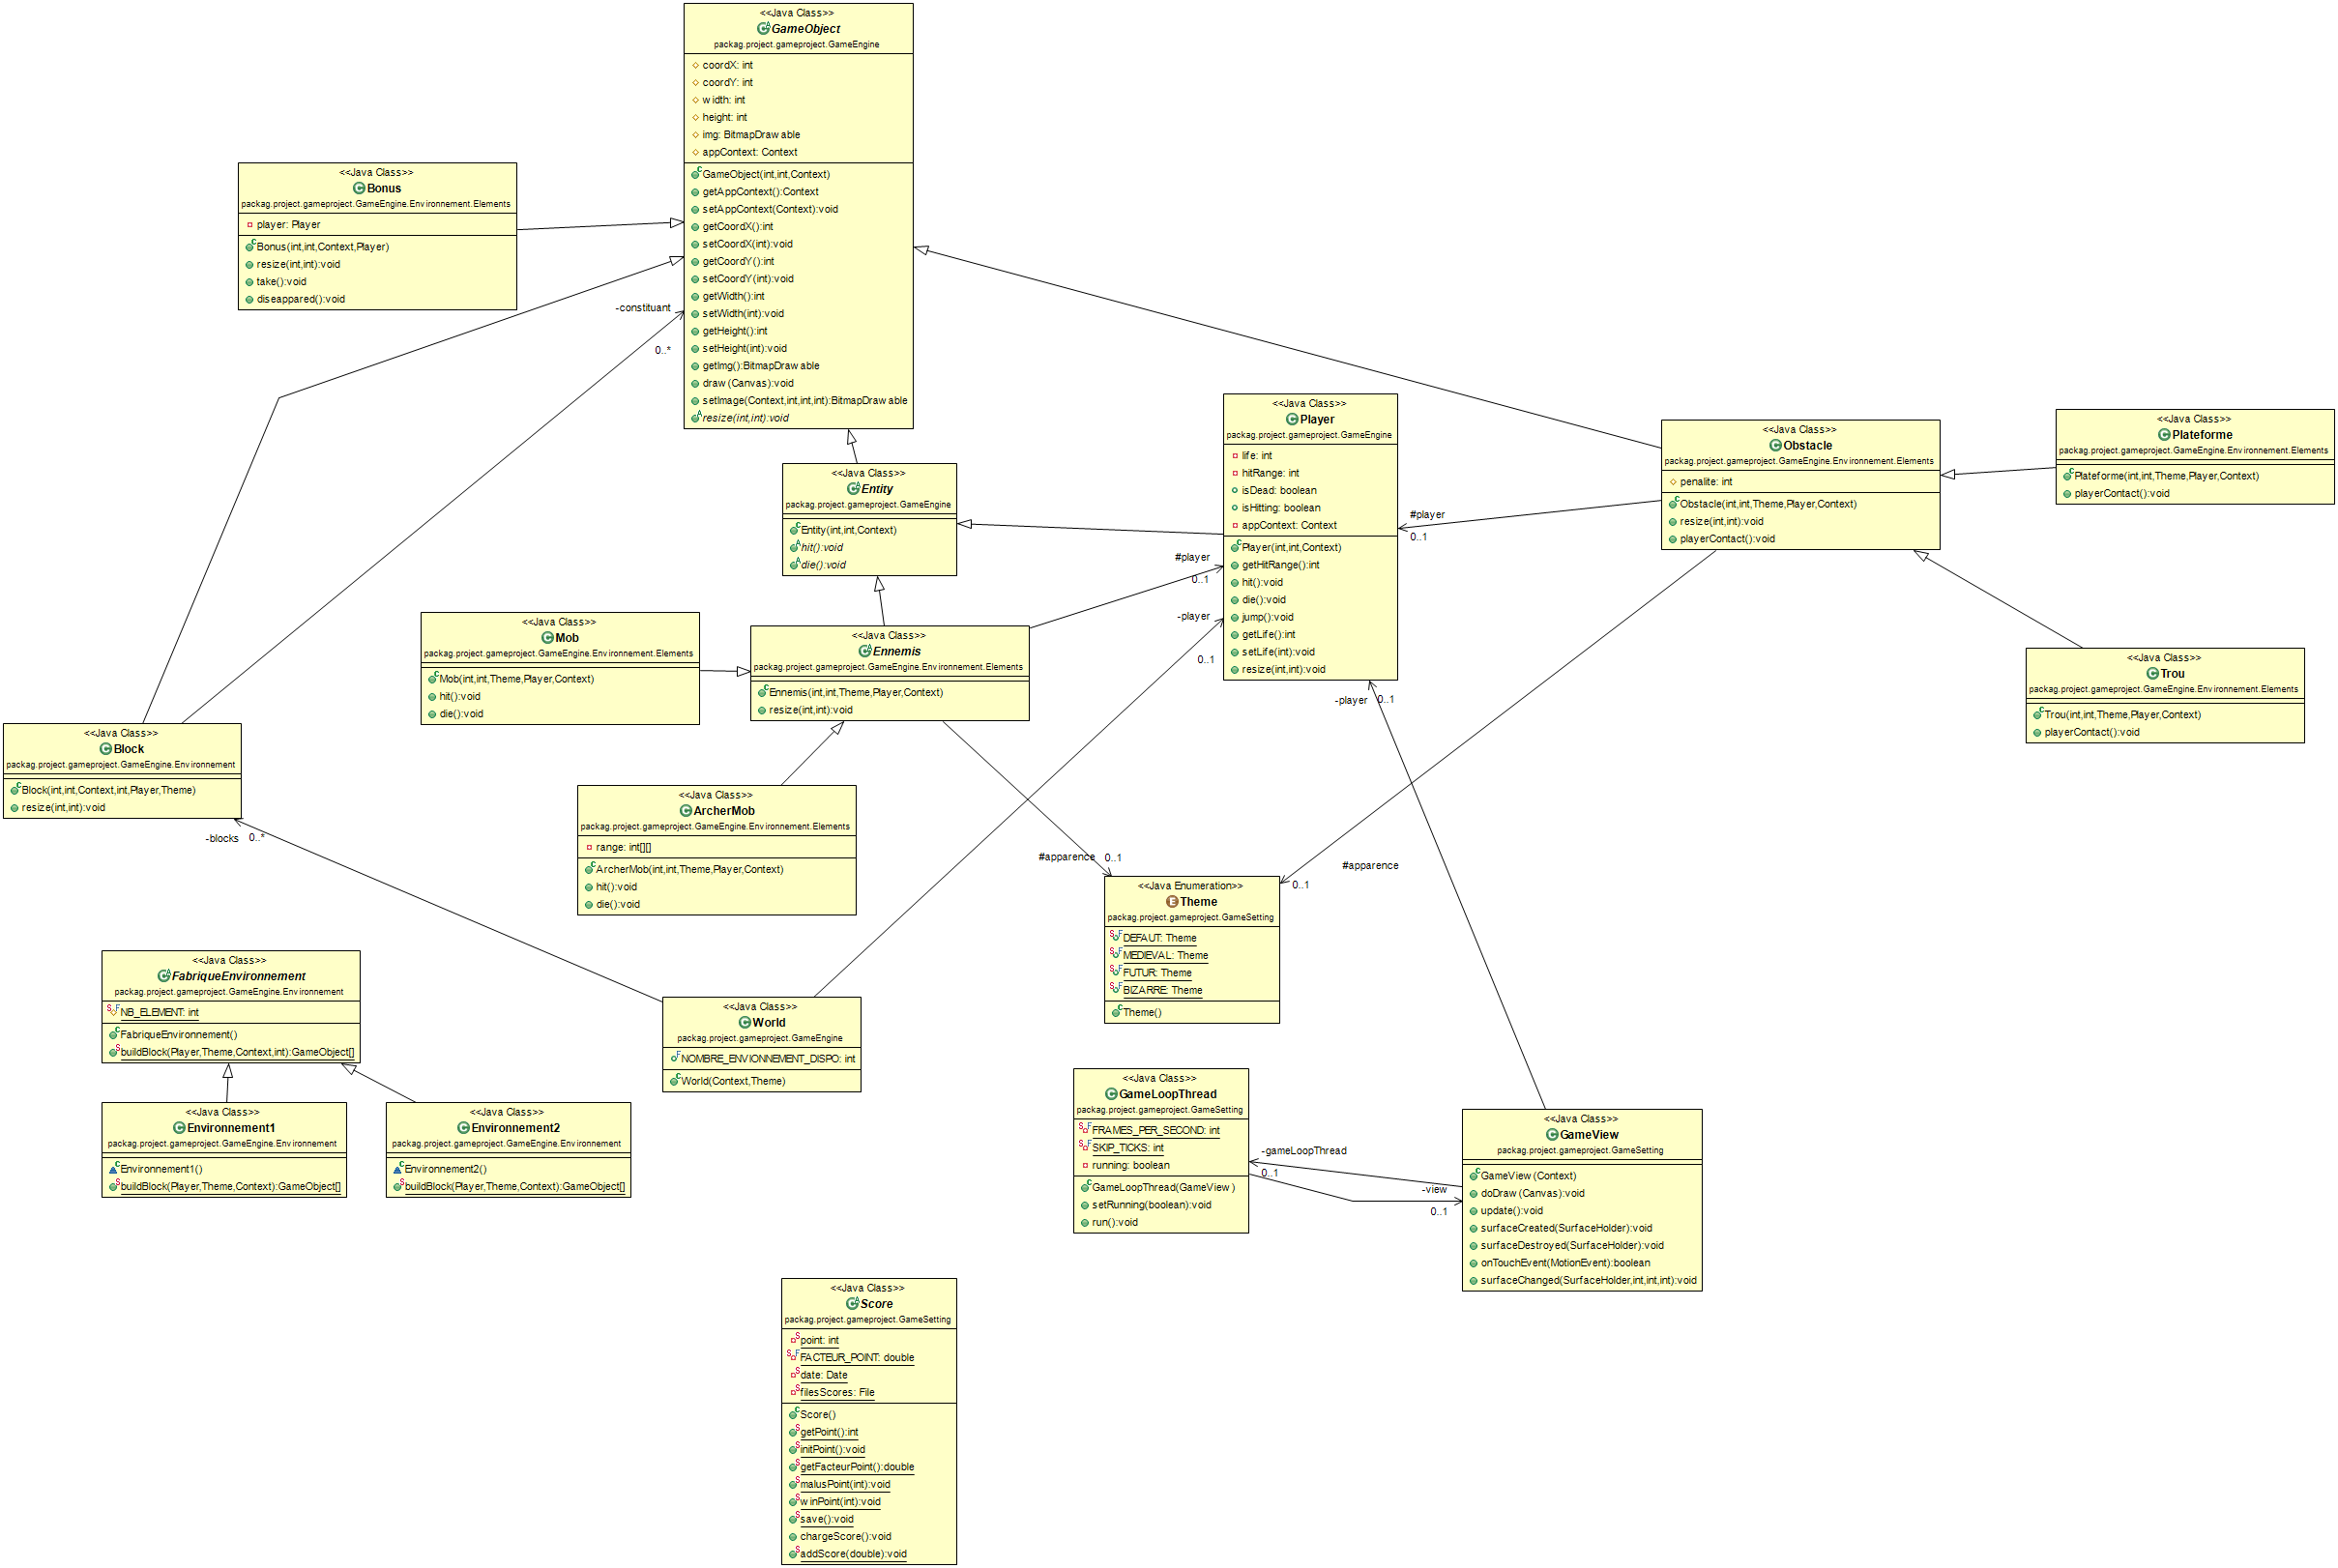 <<Java Class>>
GameObject
packag.project.gameproject.GameEngine
coordX: int
coordY: int
width: int
height: int
img: BitmapDrawable
appContext: Context
GameObject(int,int,Context)
getAppContext():Context
setAppContext(Context):void
getCoordX():int
setCoordX(int):void
getCoordY():int
setCoordY(int):void
getWidth():int
setWidth(int):void
getHeight():int
setHeight(int):void
getImg():BitmapDrawable
draw(Canvas):void
setImage(Context,int,int,int):BitmapDrawable
resize(int,int):void
<<Java Class>>
Bonus
packag.project.gameproject.GameEngine.Environnement.Elements
player: Player
Bonus(int,int,Context,Player)
resize(int,int):void
take():void
diseappared():void
-constituant
0..*
<<Java Class>>
Player
packag.project.gameproject.GameEngine
life: int
hitRange: int
isDead: boolean
isHitting: boolean
appContext: Context
Player(int,int,Context)
getHitRange():int
hit():void
die():void
jump():void
getLife():int
setLife(int):void
resize(int,int):void
<<Java Class>>
Obstacle
packag.project.gameproject.GameEngine.Environnement.Elements
penalite: int
Obstacle(int,int,Theme,Player,Context)
resize(int,int):void
playerContact():void
<<Java Class>>
Plateforme
packag.project.gameproject.GameEngine.Environnement.Elements
Plateforme(int,int,Theme,Player,Context)
playerContact():void
<<Java Class>>
Entity
packag.project.gameproject.GameEngine
Entity(int,int,Context)
hit():void
die():void
#player
0..1
#player
0..1
-player
0..1
-player
0..1
<<Java Class>>
Mob
packag.project.gameproject.GameEngine.Environnement.Elements
Mob(int,int,Theme,Player,Context)
hit():void
die():void
<<Java Class>>
Ennemis
packag.project.gameproject.GameEngine.Environnement.Elements
Ennemis(int,int,Theme,Player,Context)
resize(int,int):void
<<Java Class>>
Trou
packag.project.gameproject.GameEngine.Environnement.Elements
Trou(int,int,Theme,Player,Context)
playerContact():void
<<Java Class>>
Block
packag.project.gameproject.GameEngine.Environnement
Block(int,int,Context,int,Player,Theme)
resize(int,int):void
-blocks
0..*
<<Java Class>>
ArcherMob
packag.project.gameproject.GameEngine.Environnement.Elements
range: int[][]
ArcherMob(int,int,Theme,Player,Context)
hit():void
die():void
#apparence
0..1
#apparence
0..1
<<Java Enumeration>>
Theme
packag.project.gameproject.GameSetting
DEFAUT: Theme
MEDIEVAL: Theme
FUTUR: Theme
BIZARRE: Theme
Theme()
<<Java Class>>
FabriqueEnvironnement
packag.project.gameproject.GameEngine.Environnement
NB_ELEMENT: int
FabriqueEnvironnement()
buildBlock(Player,Theme,Context,int):GameObject[]
<<Java Class>>
World
packag.project.gameproject.GameEngine
NOMBRE_ENVIONNEMENT_DISPO: int
World(Context,Theme)
<<Java Class>>
Environnement1
packag.project.gameproject.GameEngine.Environnement
Environnement1()
buildBlock(Player,Theme,Context):GameObject[]
<<Java Class>>
Environnement2
packag.project.gameproject.GameEngine.Environnement
Environnement2()
buildBlock(Player,Theme,Context):GameObject[]
<<Java Class>>
GameLoopThread
packag.project.gameproject.GameSetting
FRAMES_PER_SECOND: int
SKIP_TICKS: int
running: boolean
GameLoopThread(GameView)
setRunning(boolean):void
run():void
-gameLoopThread
0..1
-view
0..1
<<Java Class>>
GameView
packag.project.gameproject.GameSetting
GameView(Context)
doDraw(Canvas):void
update():void
surfaceCreated(SurfaceHolder):void
surfaceDestroyed(SurfaceHolder):void
onTouchEvent(MotionEvent):boolean
surfaceChanged(SurfaceHolder,int,int,int):void
<<Java Class>>
Score
packag.project.gameproject.GameSetting
point: int
FACTEUR_POINT: double
date: Date
filesScores: File
Score()
getPoint():int
initPoint():void
getFacteurPoint():double
malusPoint(int):void
winPoint(int):void
save():void
chargeScore():void
addScore(double):void